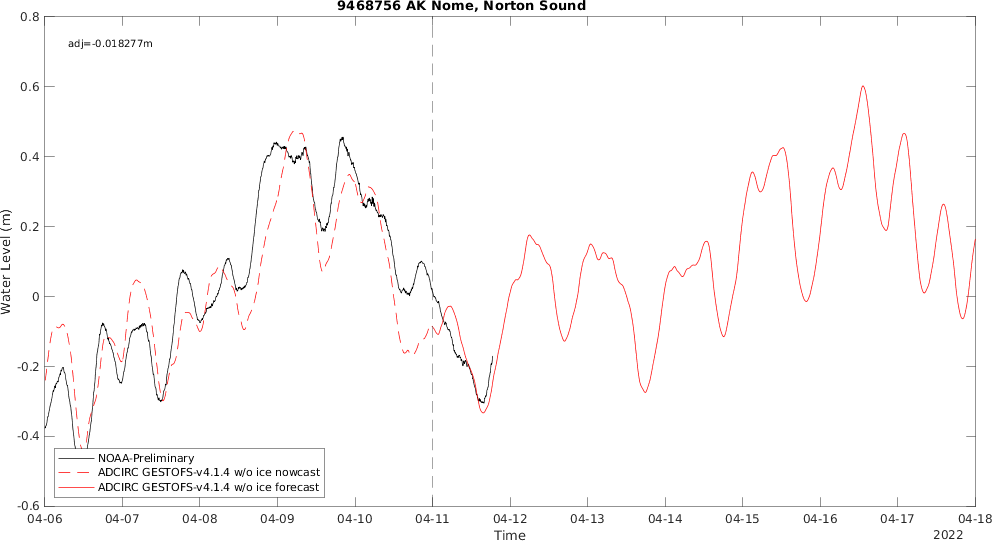 9468756 AK Nome, Norton Sound
adj=-0.018277m
Water Level (m)
0.8
0.6
0.4
0.2
0
-0.2
-0.4
-0.6
NOAA-Preliminary
ADCIRC GESTOFS-v4.1.4 w/o ice nowcast
ADCIRC GESTOFS-v4.1.4 w/o ice forecast
04-06 04-07 04-08 04-09 04-10 04-11 04-12 04-13 04-14 04-15 04-16 04-17 04-18
Time
2022